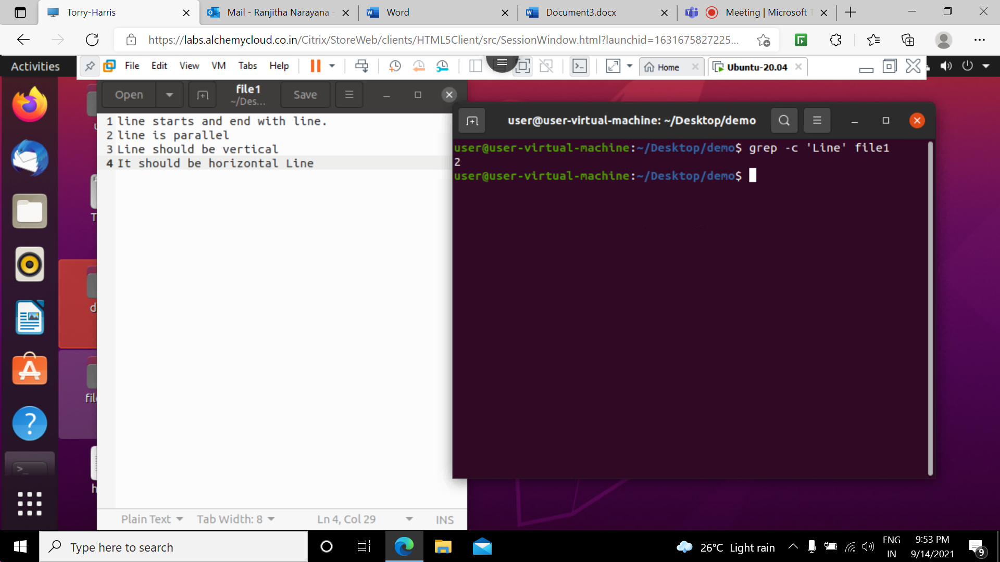 Torry-Harris
Mail - Ranjitha Narayana -
Word
Document3.docx
Meeting | Microsoft T
https://labs.alchemycloud.co.in/Citrix/StoreWeb/clients/HTML5Client/src/SessionWindow.html?launchid=1631675827225...
Activities
File Edit View VM Tabs Help
Home
Ubuntu-20.04
Open
file1
~/Des...
Save
1 line starts and end with line.
2 line is parallel
3 Line should be vertical
4 It should be horizontal Line
user@user-virtual-machine: ~/Desktop/demo
user@user-virtual-machine:~/Desktop/demo$ grep -c 'Line' file1
2
user@user-virtual-machine:~/Desktop/demo$
Plain Text
Tab Width: 8
Ln 4, Col 29
INS
Type here to search
26°C Light rain
ENG
IN
9:53 PM
9/14/2021
9